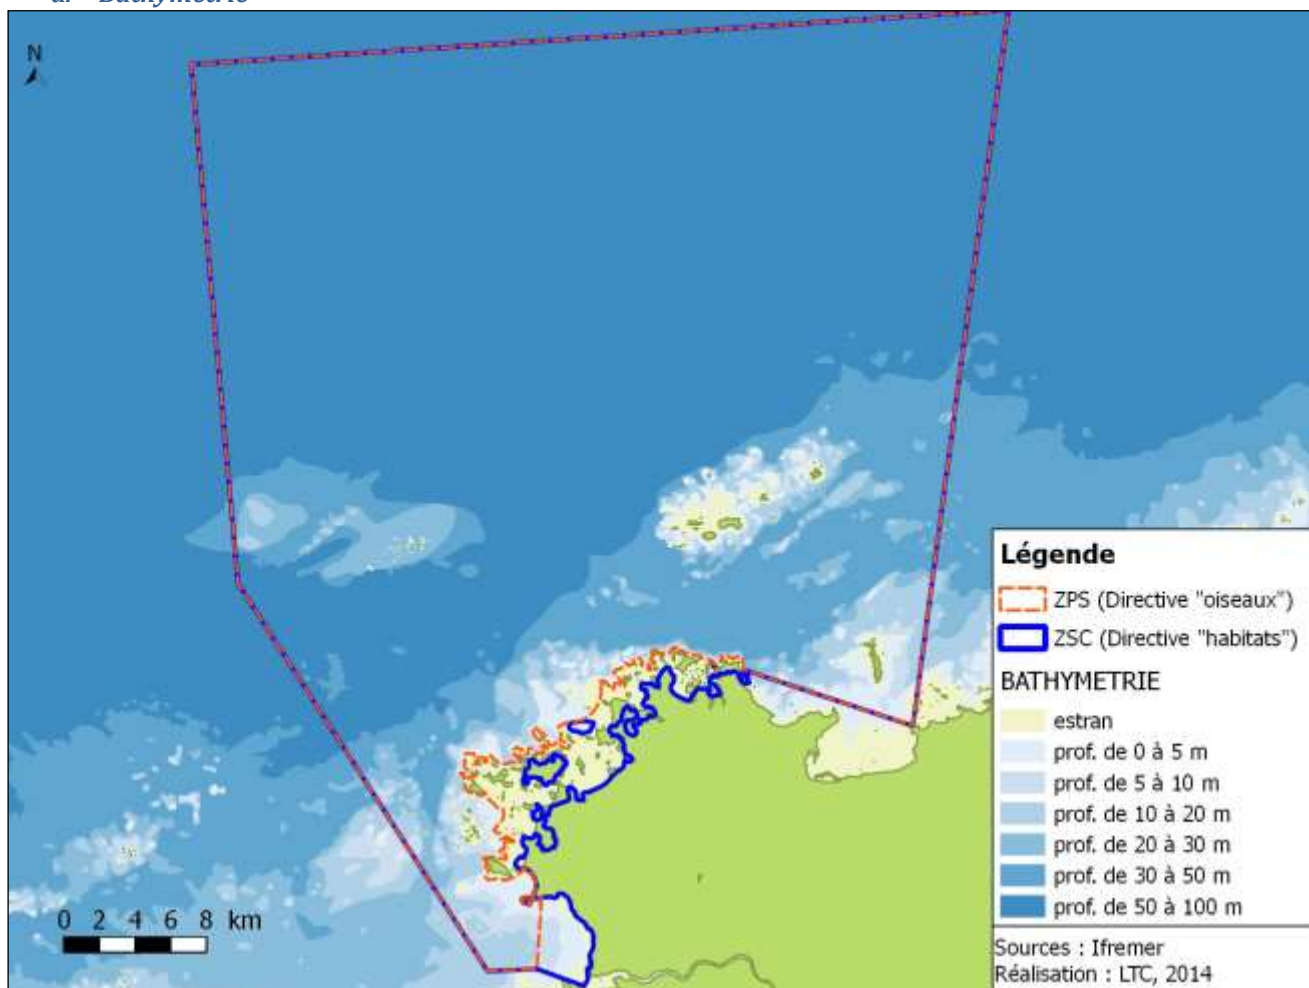 a. Bathymétrie
N
Légende
ZPS (Directive "oiseaux")
ZSC (Directive "habitats")
BATHYMETRIE
estran
prof. de 0 à 5 m
prof. de 5 à 10 m
prof. de 10 à 20 m
prof. de 20 à 30 m
prof. de 30 à 50 m
prof. de 50 à 100 m
0 2 4 6 8 km
Sources : Ifremer
Réalisation : LTC, 2014